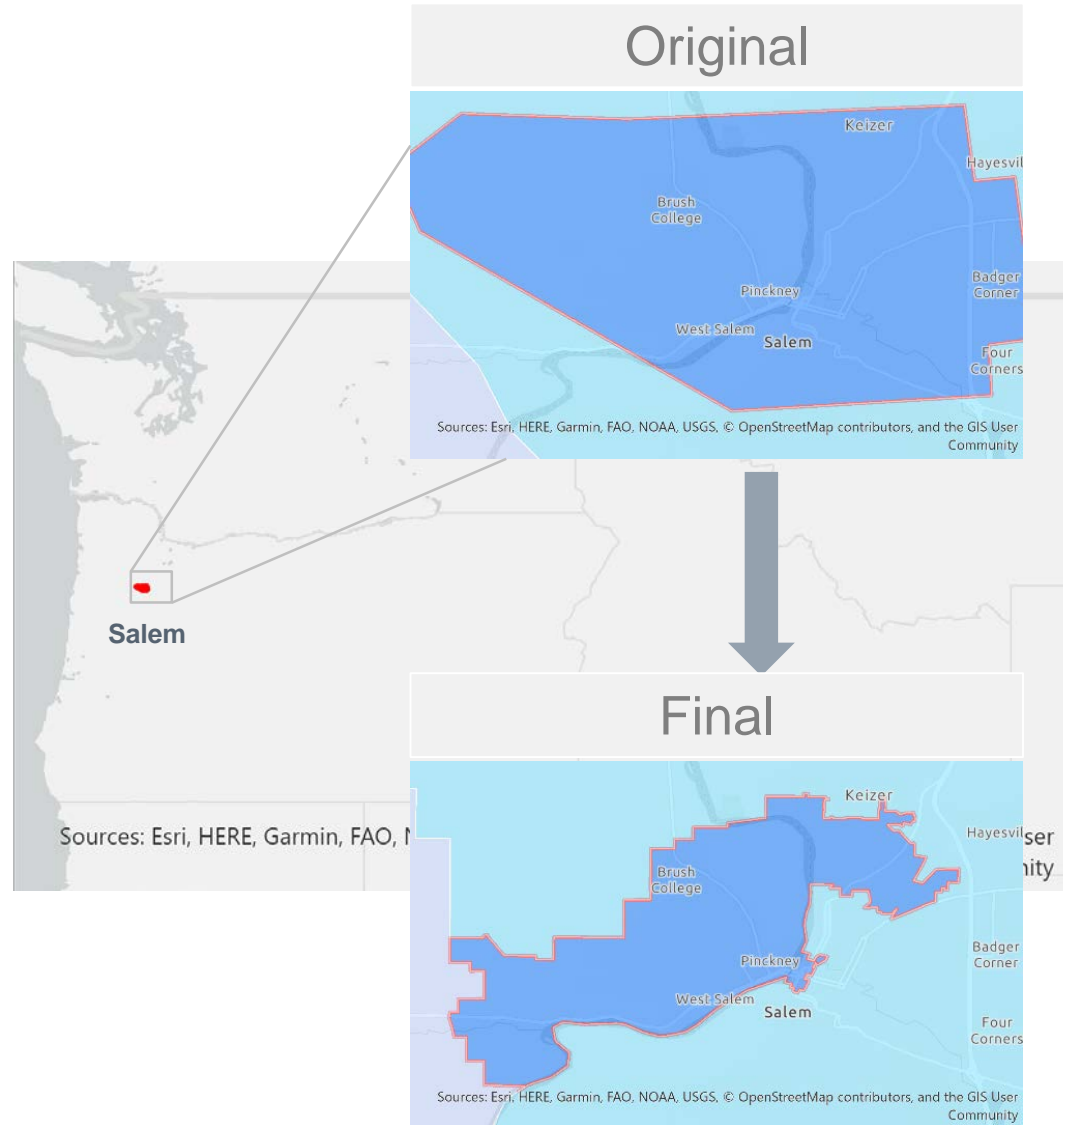 Original
Keizer
Hayesvil
Brush
College
Badger
Corner
Pinckney
West Salem
Salem
Four
Corners
Sources: Esri, HERE, Garmin, FAO, NOAA, USGS, © OpenStreetMap contributors, and the GIS User
Community
Salem
Final
Sources: Esri, HERE, Garmin, FAO, N
ser
nity
Keizer
Hayesvil
Brush
College
Badger
Corner
Pinckney
West Salem
Salem
Four
Corners
Sources: Esri, HERE, Garmin, FAO, NOAA, USGS, © OpenStreetMap contributors, and the GIS User
Community